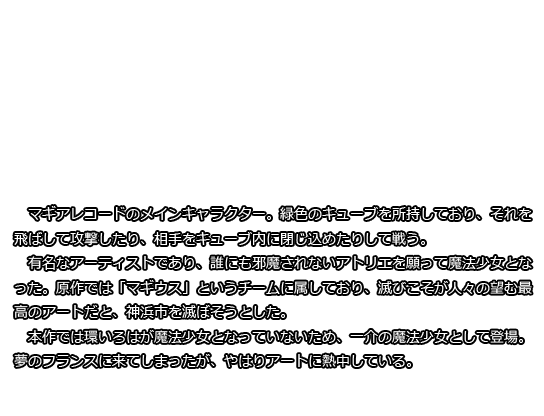 マギアレコードのメインキャラクター。緑色のキューブを所持しており、それを
飛ばして攻撃したり、相手をキューブ内に閉じ込めたりして戦う。
　有名なアーティストであり、誰にも邪魔されないアトリエを願って魔法少女とな
った。原作では「マギウス」というチームに属しており、滅びこそが人々の望む最
高のアートだと、神浜市を滅ぼそうとした。
　本作では環いろはが魔法少女となっていないため、一介の魔法少女として登場。
夢のフランスに来てしまったが、やはりアートに熱中している。